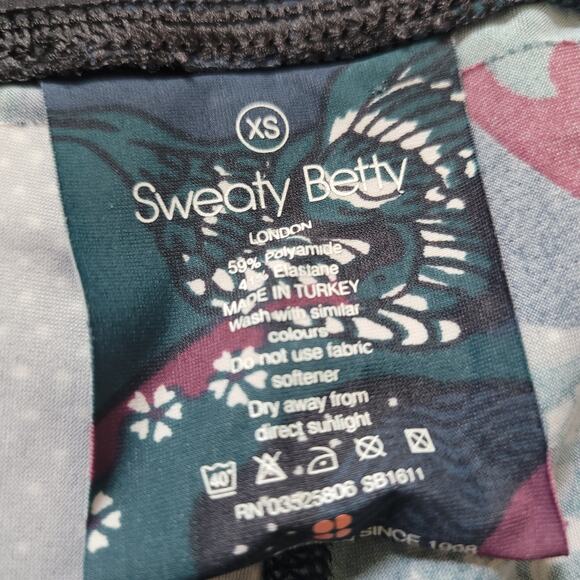 XS
Sweaty Betty
LONDON
59% Polyamide
41% Elastane
MADE IN TURKEY
Wash with similar
colours
Do not use fabric
softener
Dry away from
direct sunlight
40°
RN 03525806 SB1611
SINCE 1998